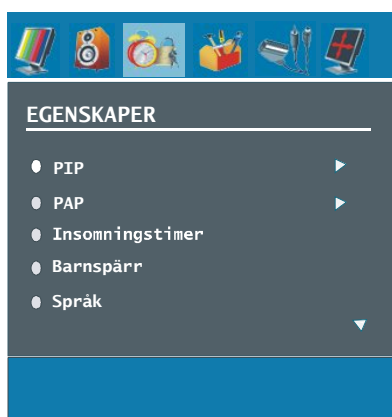 EGENSKAPER
PIP
PAP
Insomningstimer
Barnspärr
Språk